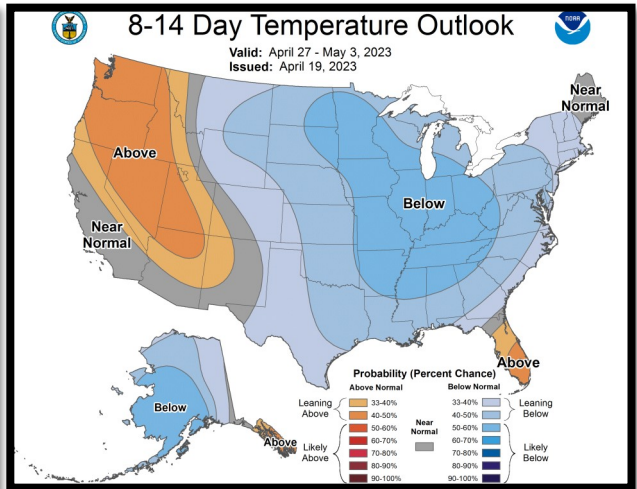 8-14 Day Temperature Outlook
NOAA
Valid: April 27 - May 3, 2023
Issued: April 19, 2023
Near
Normal
Above
Near
Normal
Below
Above
Below
Above
Probability (Percent Chance)
Above Normal
Below Normal
Leaning
Above
33-40%
40-50%
Likely
Above
50-60%
60-70%
70-80%
80-90%
90-100%
Near
Normal
33-40%
40-50%
Leaning
Below
50-60%
60-70%
70-80%
80-90%
90-100%
Likely
Below